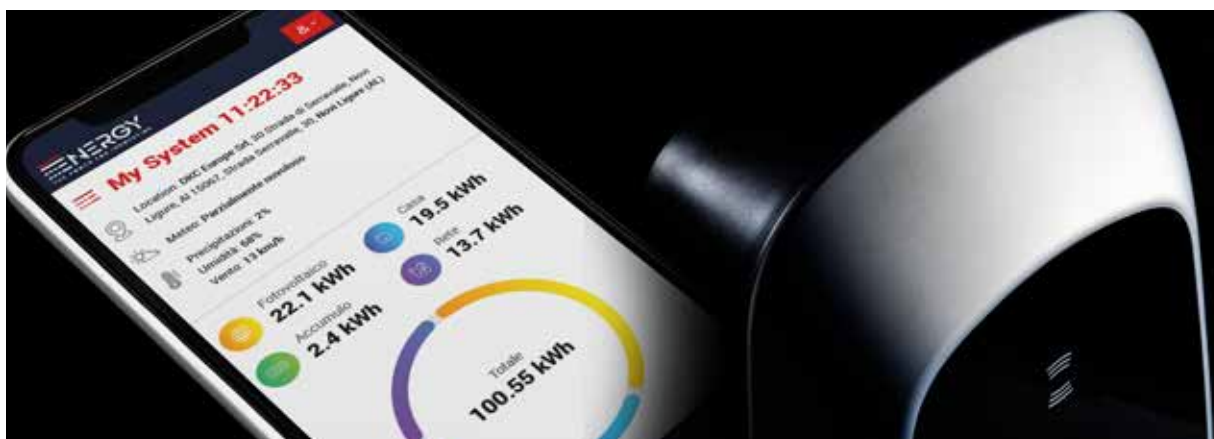 ENERGY
My System 11:22:33
Location: DKC Europe Srl, 30 Strada di Serravalle, Novi
Ligure, Al 15067, Strada Serravalle, 30, Novi Ligure (AL)
Meteo: Parzialmente nuvoloso
Precipitazioni: 2%
Umidità: 68%
Vento: 13 km/h
Fotovoltaico
22.1 kWh
Casa
19.5 kWh
Accumulo
2.4 kWh
Rete
13.7 kWh
Totale
100.55 kWh